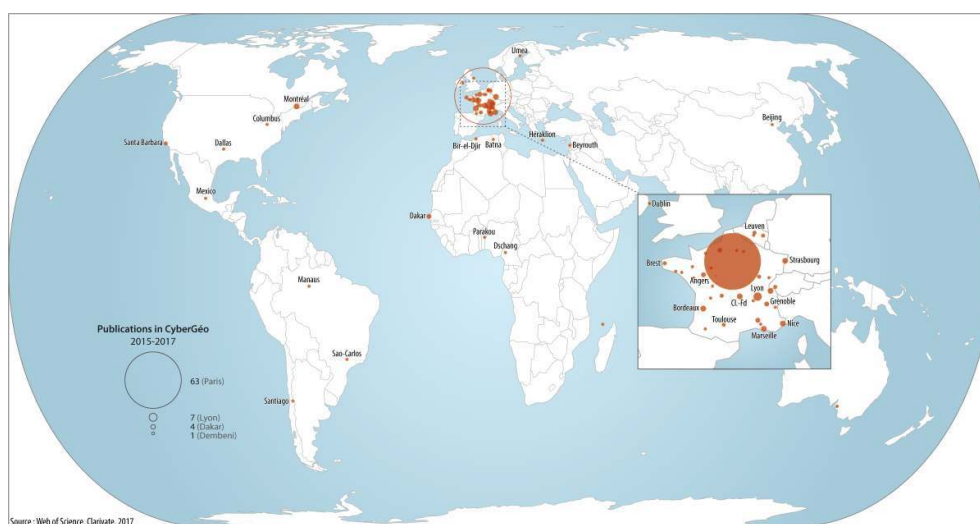 Umea
Montréal
Columbus
Santa Barbara
Dallas
Mexico
Bir-el-Djir
Batna
Héraklion
Beyrouth
Beijing
Dakar
Parakou
Dschang
Manaus
Sao-Carlos
Santiago
Dublin
Leuven
Brest
Strasbourg
Angers
Lyon
Cl.-Fd
Grenoble
Bordeaux
Toulouse
Nice
Marseille
Publications in CyberGéo
2015-2017
63 (Paris)
7 (Lyon)
4 (Dakar)
1 (Dembeni)
Source : Web of Science, Clarivate, 2017